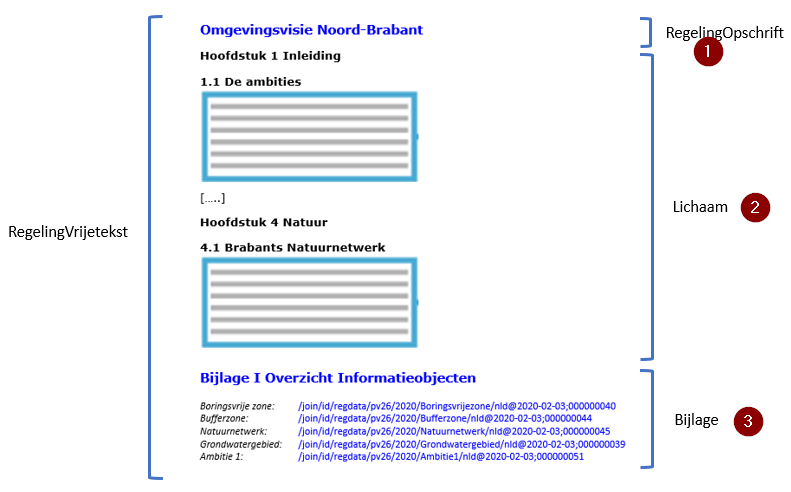 Omgevingsvisie Noord-Brabant
RegelingOpschrift
1
Hoofdstuk 1 Inleiding
1.1 De ambities
[.....]
Lichaam 2
Hoofdstuk 4 Natuur
RegelingVrijetekst
4.1 Brabants Natuurnetwerk
Bijlage I Overzicht Informatieobjecten
Boringsvrije zone: /join/id/regdata/pv26/2020/Boringsvrijezone/nld@2020-02-03;000000040
Bufferzone: /join/id/regdata/pv26/2020/Bufferzone/nld@2020-02-03;000000044
Natuurnetwerk: /join/id/regdata/pv26/2020/Natuurnetwerk/nld@2020-02-03;000000045
Grondwatergebied: /join/id/regdata/pv26/2020/Grondwatergebied/nld@2020-02-03;000000039
Ambitie 1: /join/id/regdata/pv26/2020/Ambitie1/nld@2020-02-03;000000051
Bijlage 3